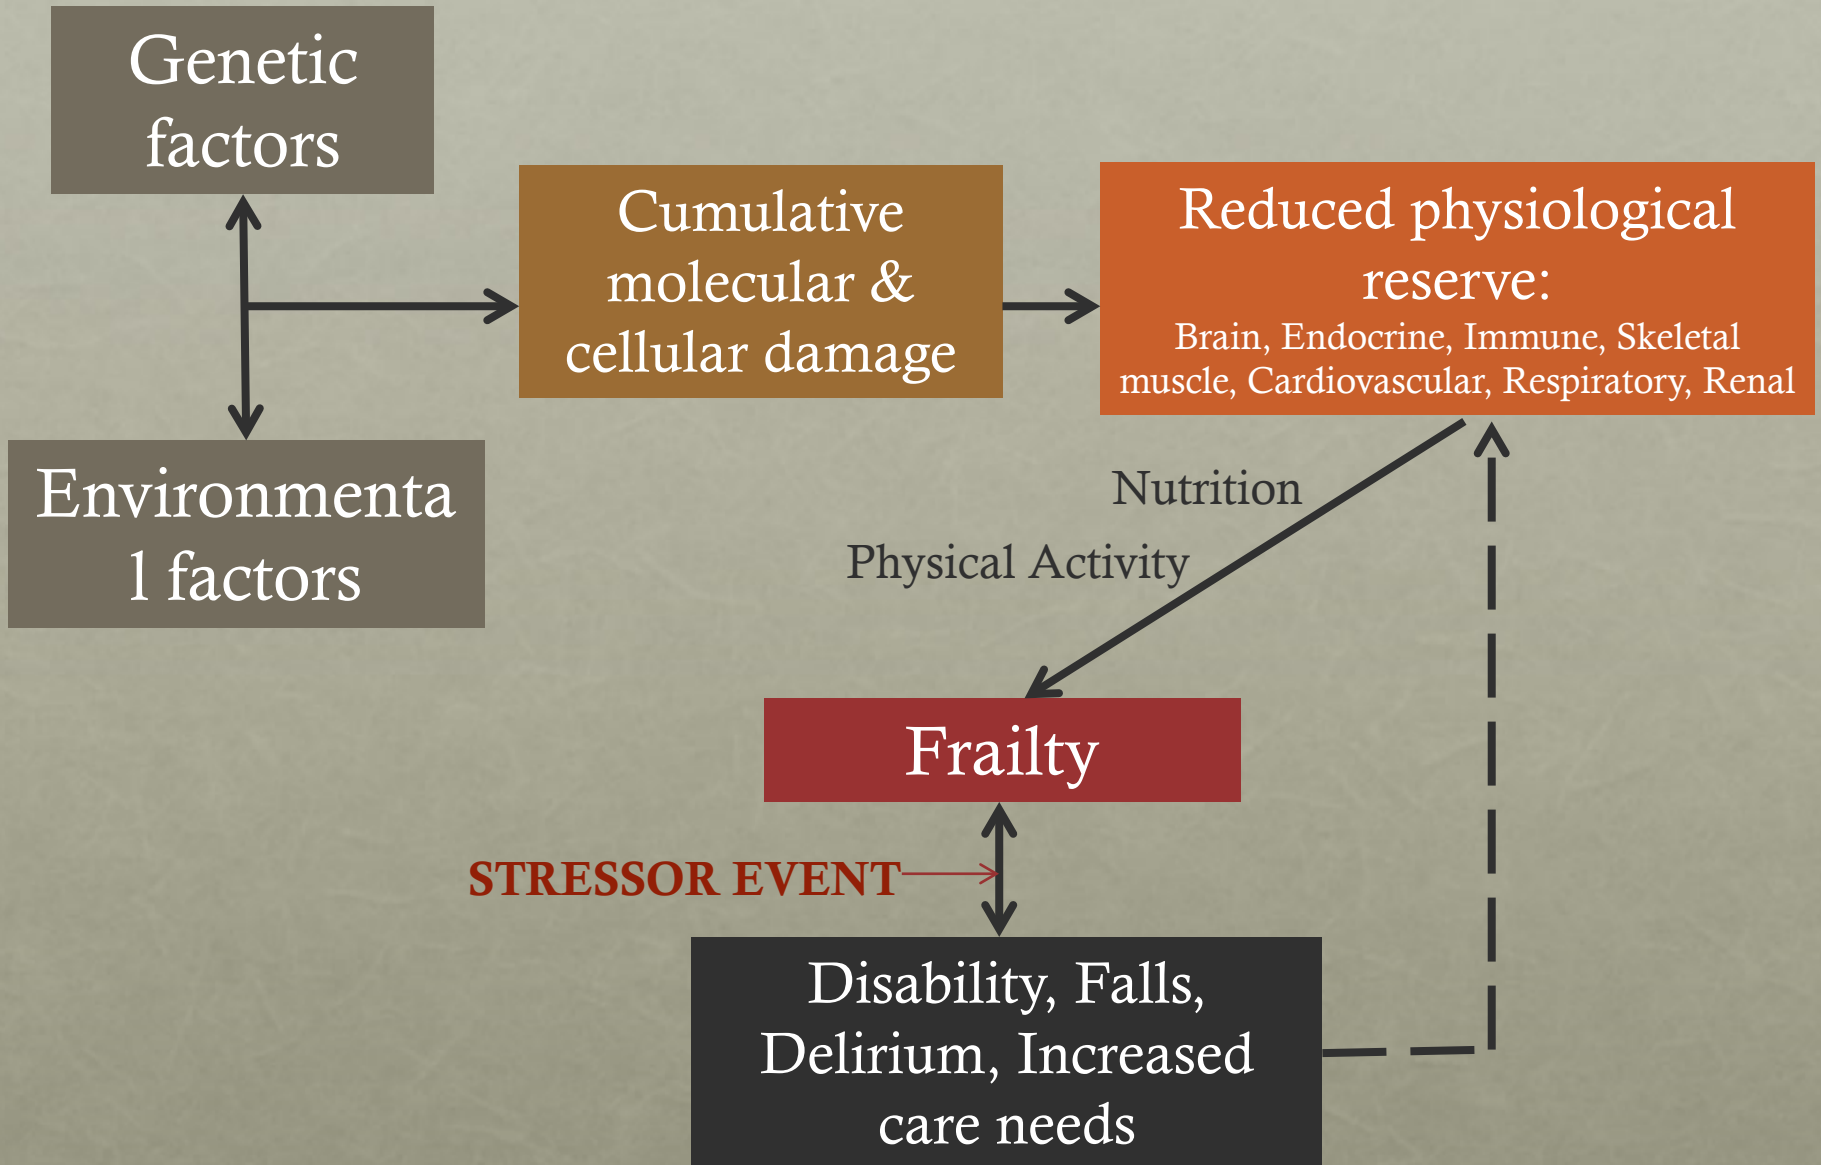 Genetic
factors
Cumulative
molecular &
cellular damage
Reduced physiological
reserve:
Brain, Endocrine, Immune, Skeletal
muscle, Cardiovascular, Respiratory, Renal
Environmenta
l factors
Nutrition
Physical Activity
Frailty
STRESSOR EVENT
Disability, Falls,
Delirium, Increased
care needs